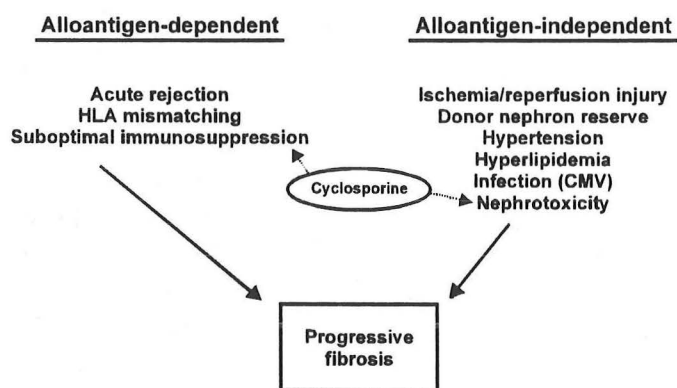 Alloantigen-dependent
Acute rejection
HLA mismatching
Suboptimal immunosuppression
Alloantigen-independent
Ischemia/reperfusion injury
Donor nephron reserve
Hypertension
Hyperlipidemia
Infection (CMV)
Nephrotoxicity
Cyclosporine
Progressive
fibrosis